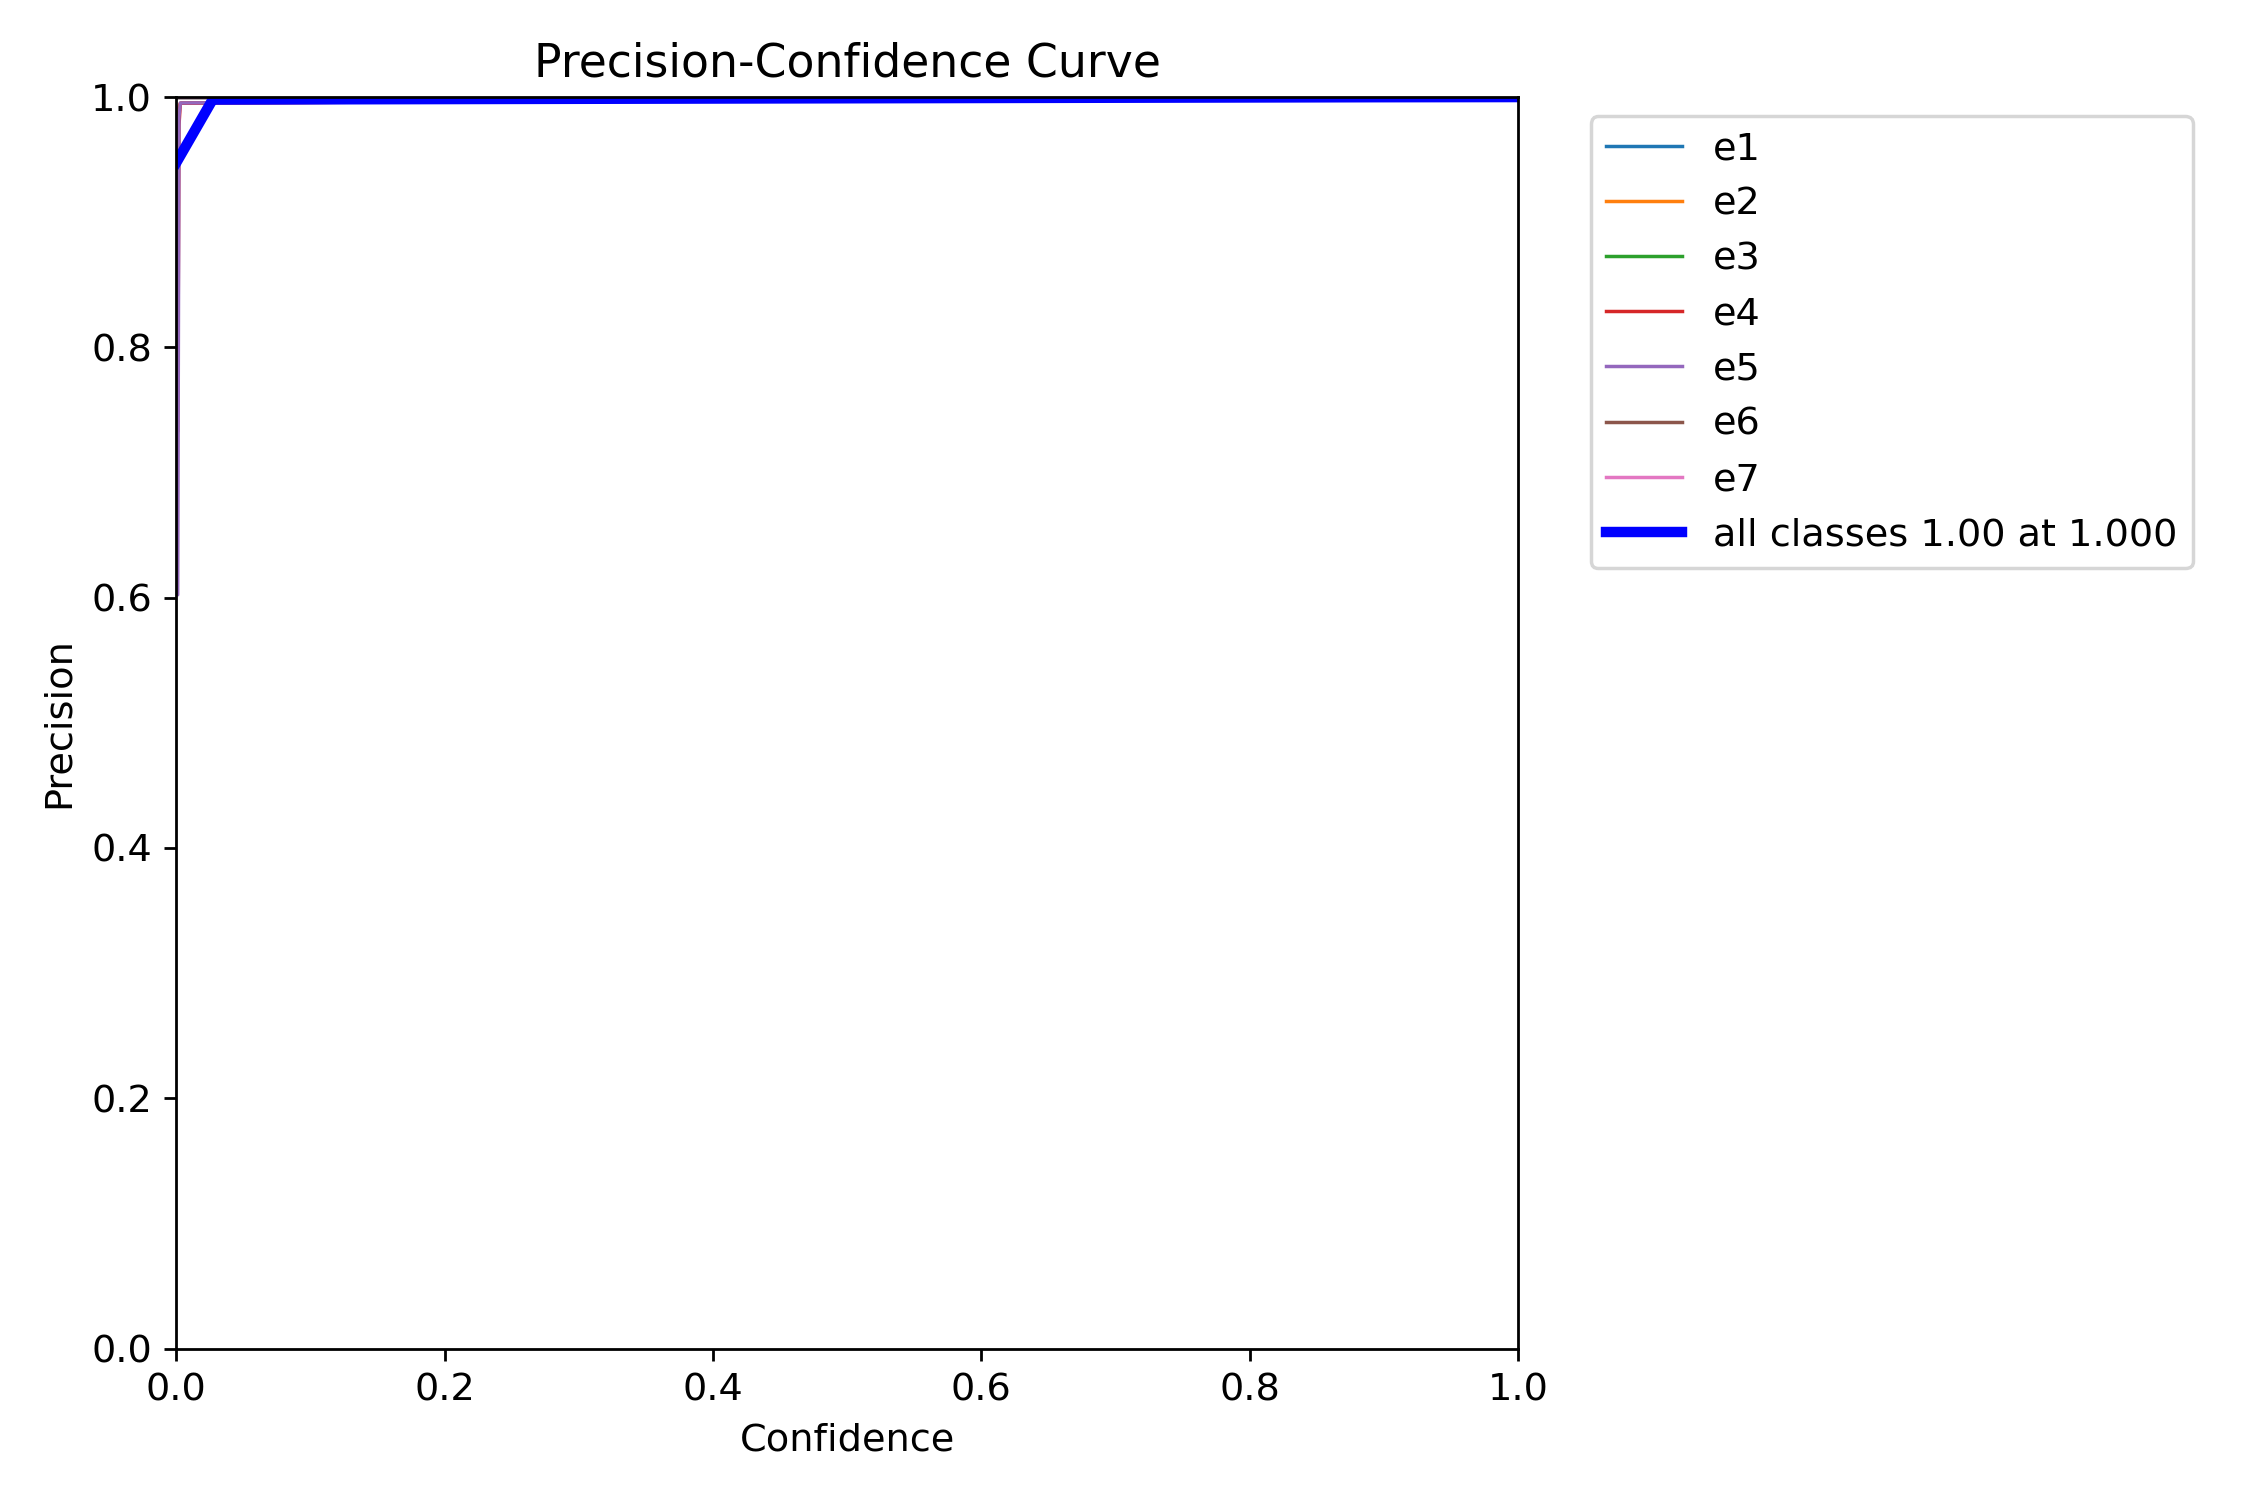 Precision-Confidence Curve
1.0
0.8
0.6
0.4
0.2
0.0
Precision
0.0 0.2 0.4 0.6 0.8 1.0
Confidence
e1
e2
e3
e4
e5
e6
e7
all classes 1.00 at 1.000